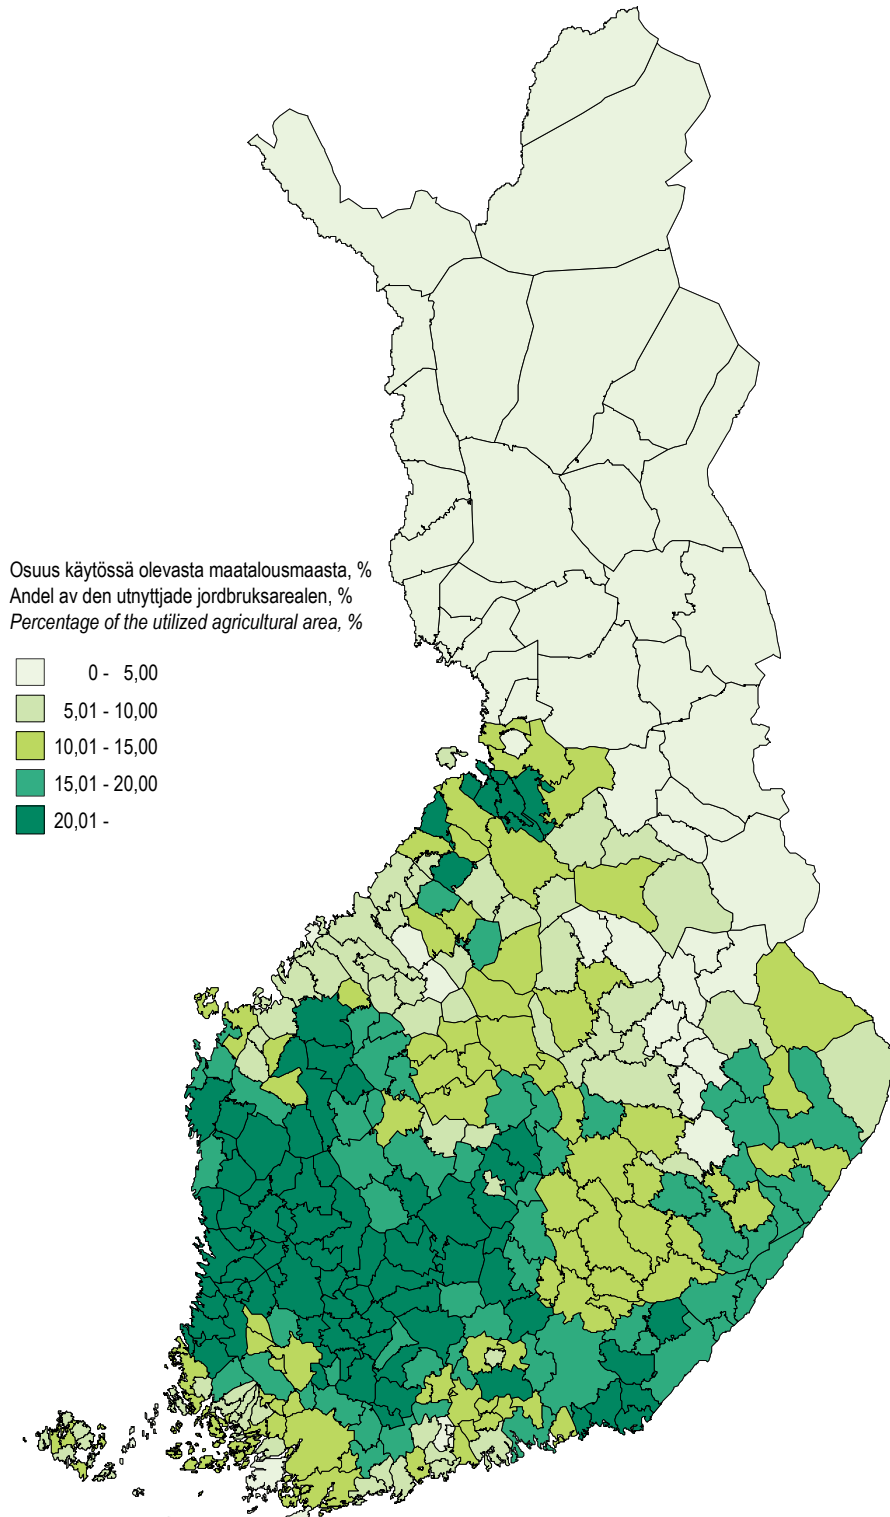 Osuus käytössä olevasta maatalousmaasta, %
Andel av den utnyttjade jordbruksarealen, %
Percentage of the utilized agricultural area, %
0 - 5,00
5,01 - 10,00
10,01 - 15,00
15,01 - 20,00
20,01 -